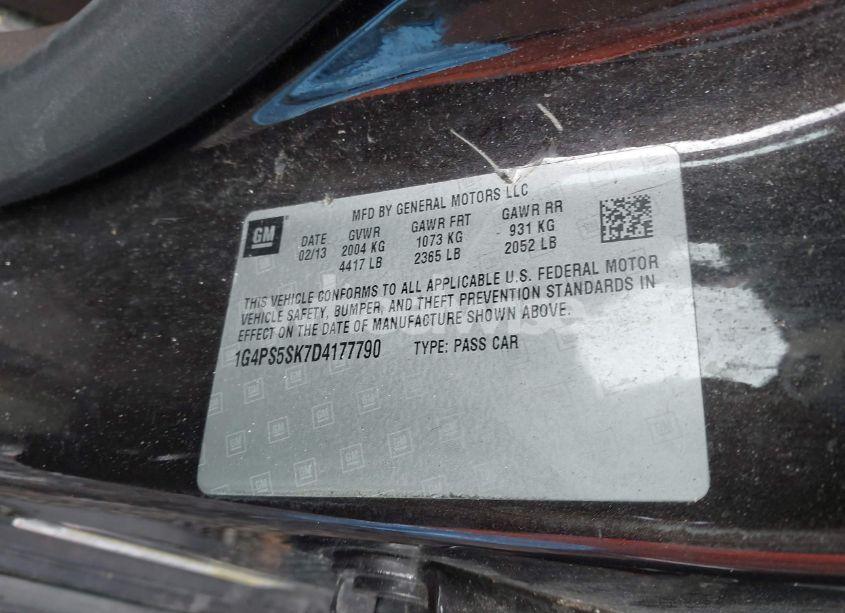 MFD BY GENERAL MOTORS LLC
GM
DATE GVWR GAWR FRT GAWR RR
02/13 2004 KG 1073 KG 931 KG
4417 LB 2365 LB 2052 LB
THIS VEHICLE CONFORMS TO ALL APPLICABLE U.S. FEDERAL MOTOR
VEHICLE SAFETY, BUMPER, AND THEFT PREVENTION STANDARDS IN
EFFECT ON THE DATE OF MANUFACTURE SHOWN ABOVE.
1G4PS5SK7D4177790 TYPE: PASS CAR